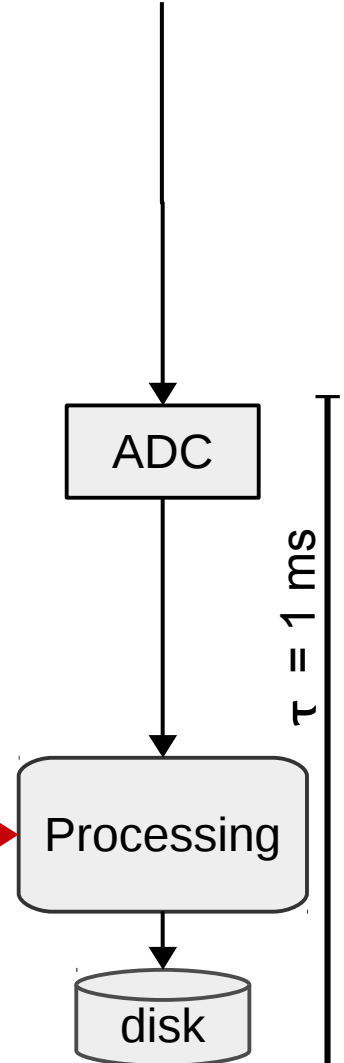 ADC
τ = 1 ms
Processing
disk